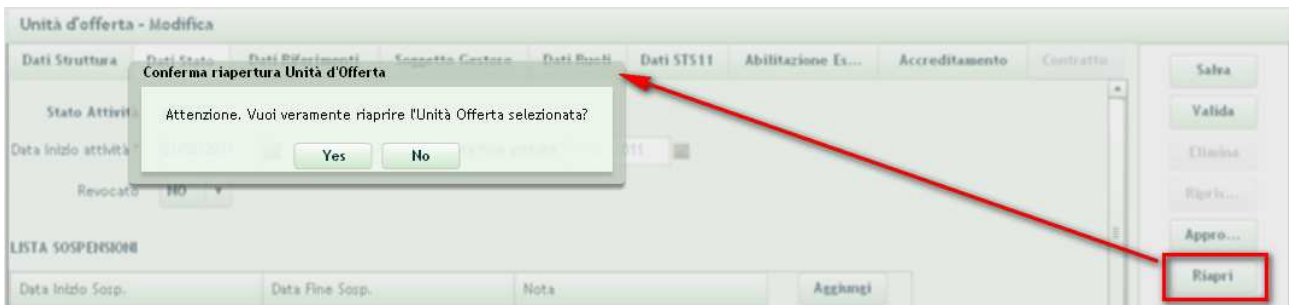 Unità d'offerta - Modifica
Dati Struttura Dati Stato Dati Riferimenti Soggetto Gestore Dati Ruoli Dati STS11 Abilitazione Es... Accreditamento Contratto
Salva
Conferma riapertura Unità d'Offerta
Stato Attivit
Attenzione. Vuoi veramente riaprire l'Unità Offerta selezionata?
Valida
Data Inizio attività *
Yes No
Elimina
Revocato NO
Ripris...
LISTA SOSPENSIONI
Appro...
Data Inizio Sosp. Data Fine Sosp. Nota Aggiungi
Riapri